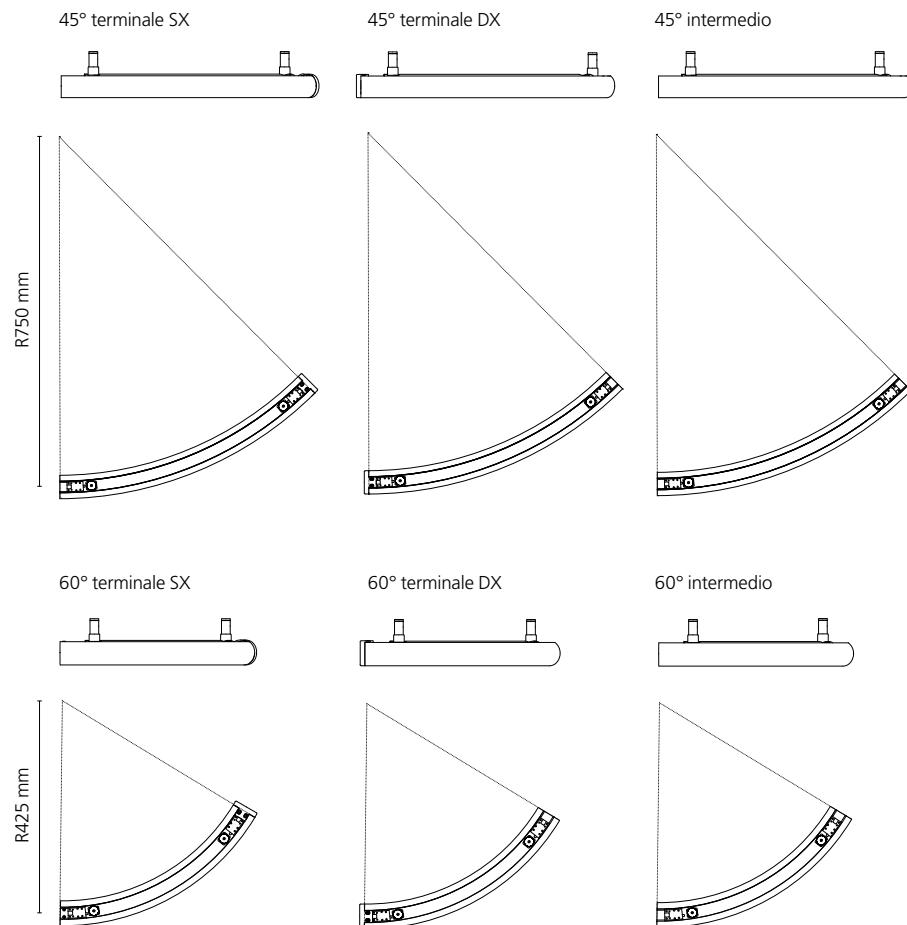 45° terminale SX
45° terminale DX
45° intermedio
R750 mm
60° terminale SX
60° terminale DX
60° intermedio
R425 mm